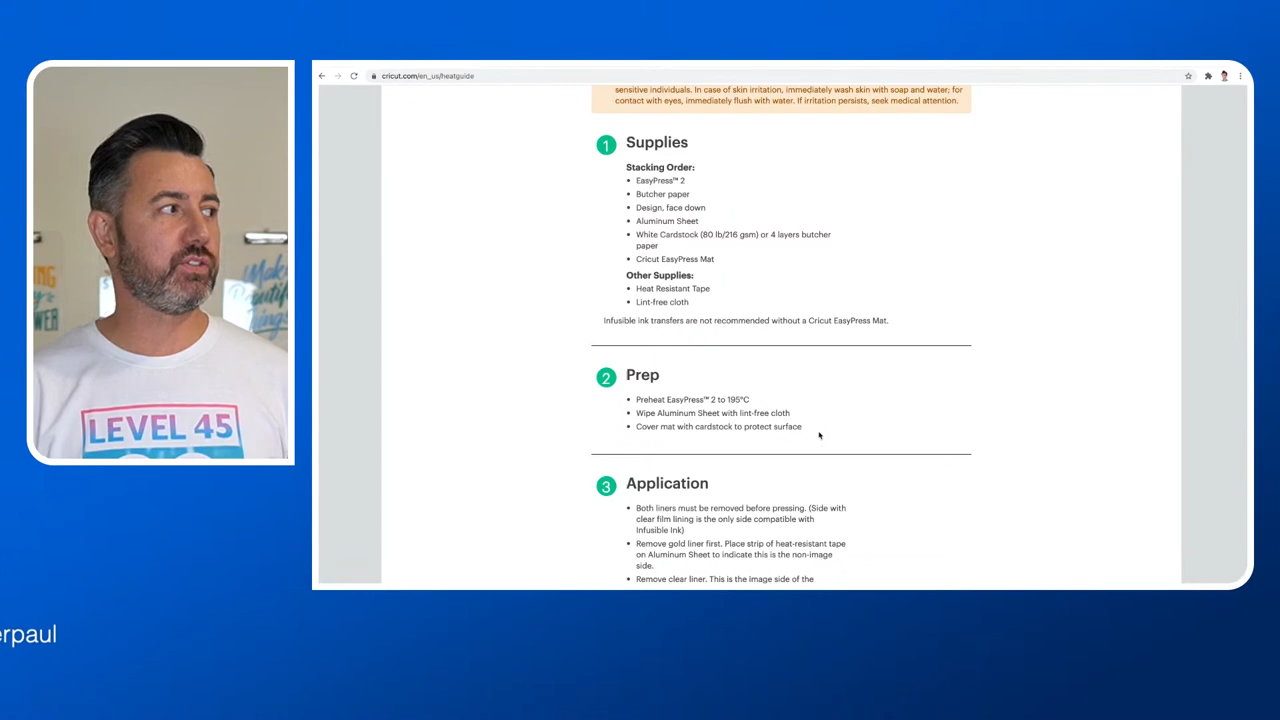 cricut.com/en_us/heatguide
sensitive individuals. In case of skin irritation, immediately wash skin with soap and water; for
contact with eyes, immediately flush with water. If irritation persists, seek medical attention.
1 Supplies
Stacking Order:
• EasyPress™ 2
• Butcher paper
• Design, face down
• Aluminum Sheet
• White Cardstock (80 lb/216 gsm) or 4 layers butcher
paper
• Cricut EasyPress Mat
Other Supplies:
• Heat Resistant Tape
• Lint-free cloth
Infusible ink transfers are not recommended without a Cricut EasyPress Mat.
2 Prep
• Preheat EasyPress™ 2 to 195°C
• Wipe Aluminum Sheet with lint-free cloth
• Cover mat with cardstock to protect surface
3 Application
• Both liners must be removed before pressing. (Side with
clear film lining is the only side compatible with
Infusible Ink)
• Remove gold liner first. Place strip of heat-resistant tape
on Aluminum Sheet to indicate this is the non-image
side.
• Remove clear liner. This is the image side of the
Make
Beautiful
Things!
LEVEL 45
erpaul